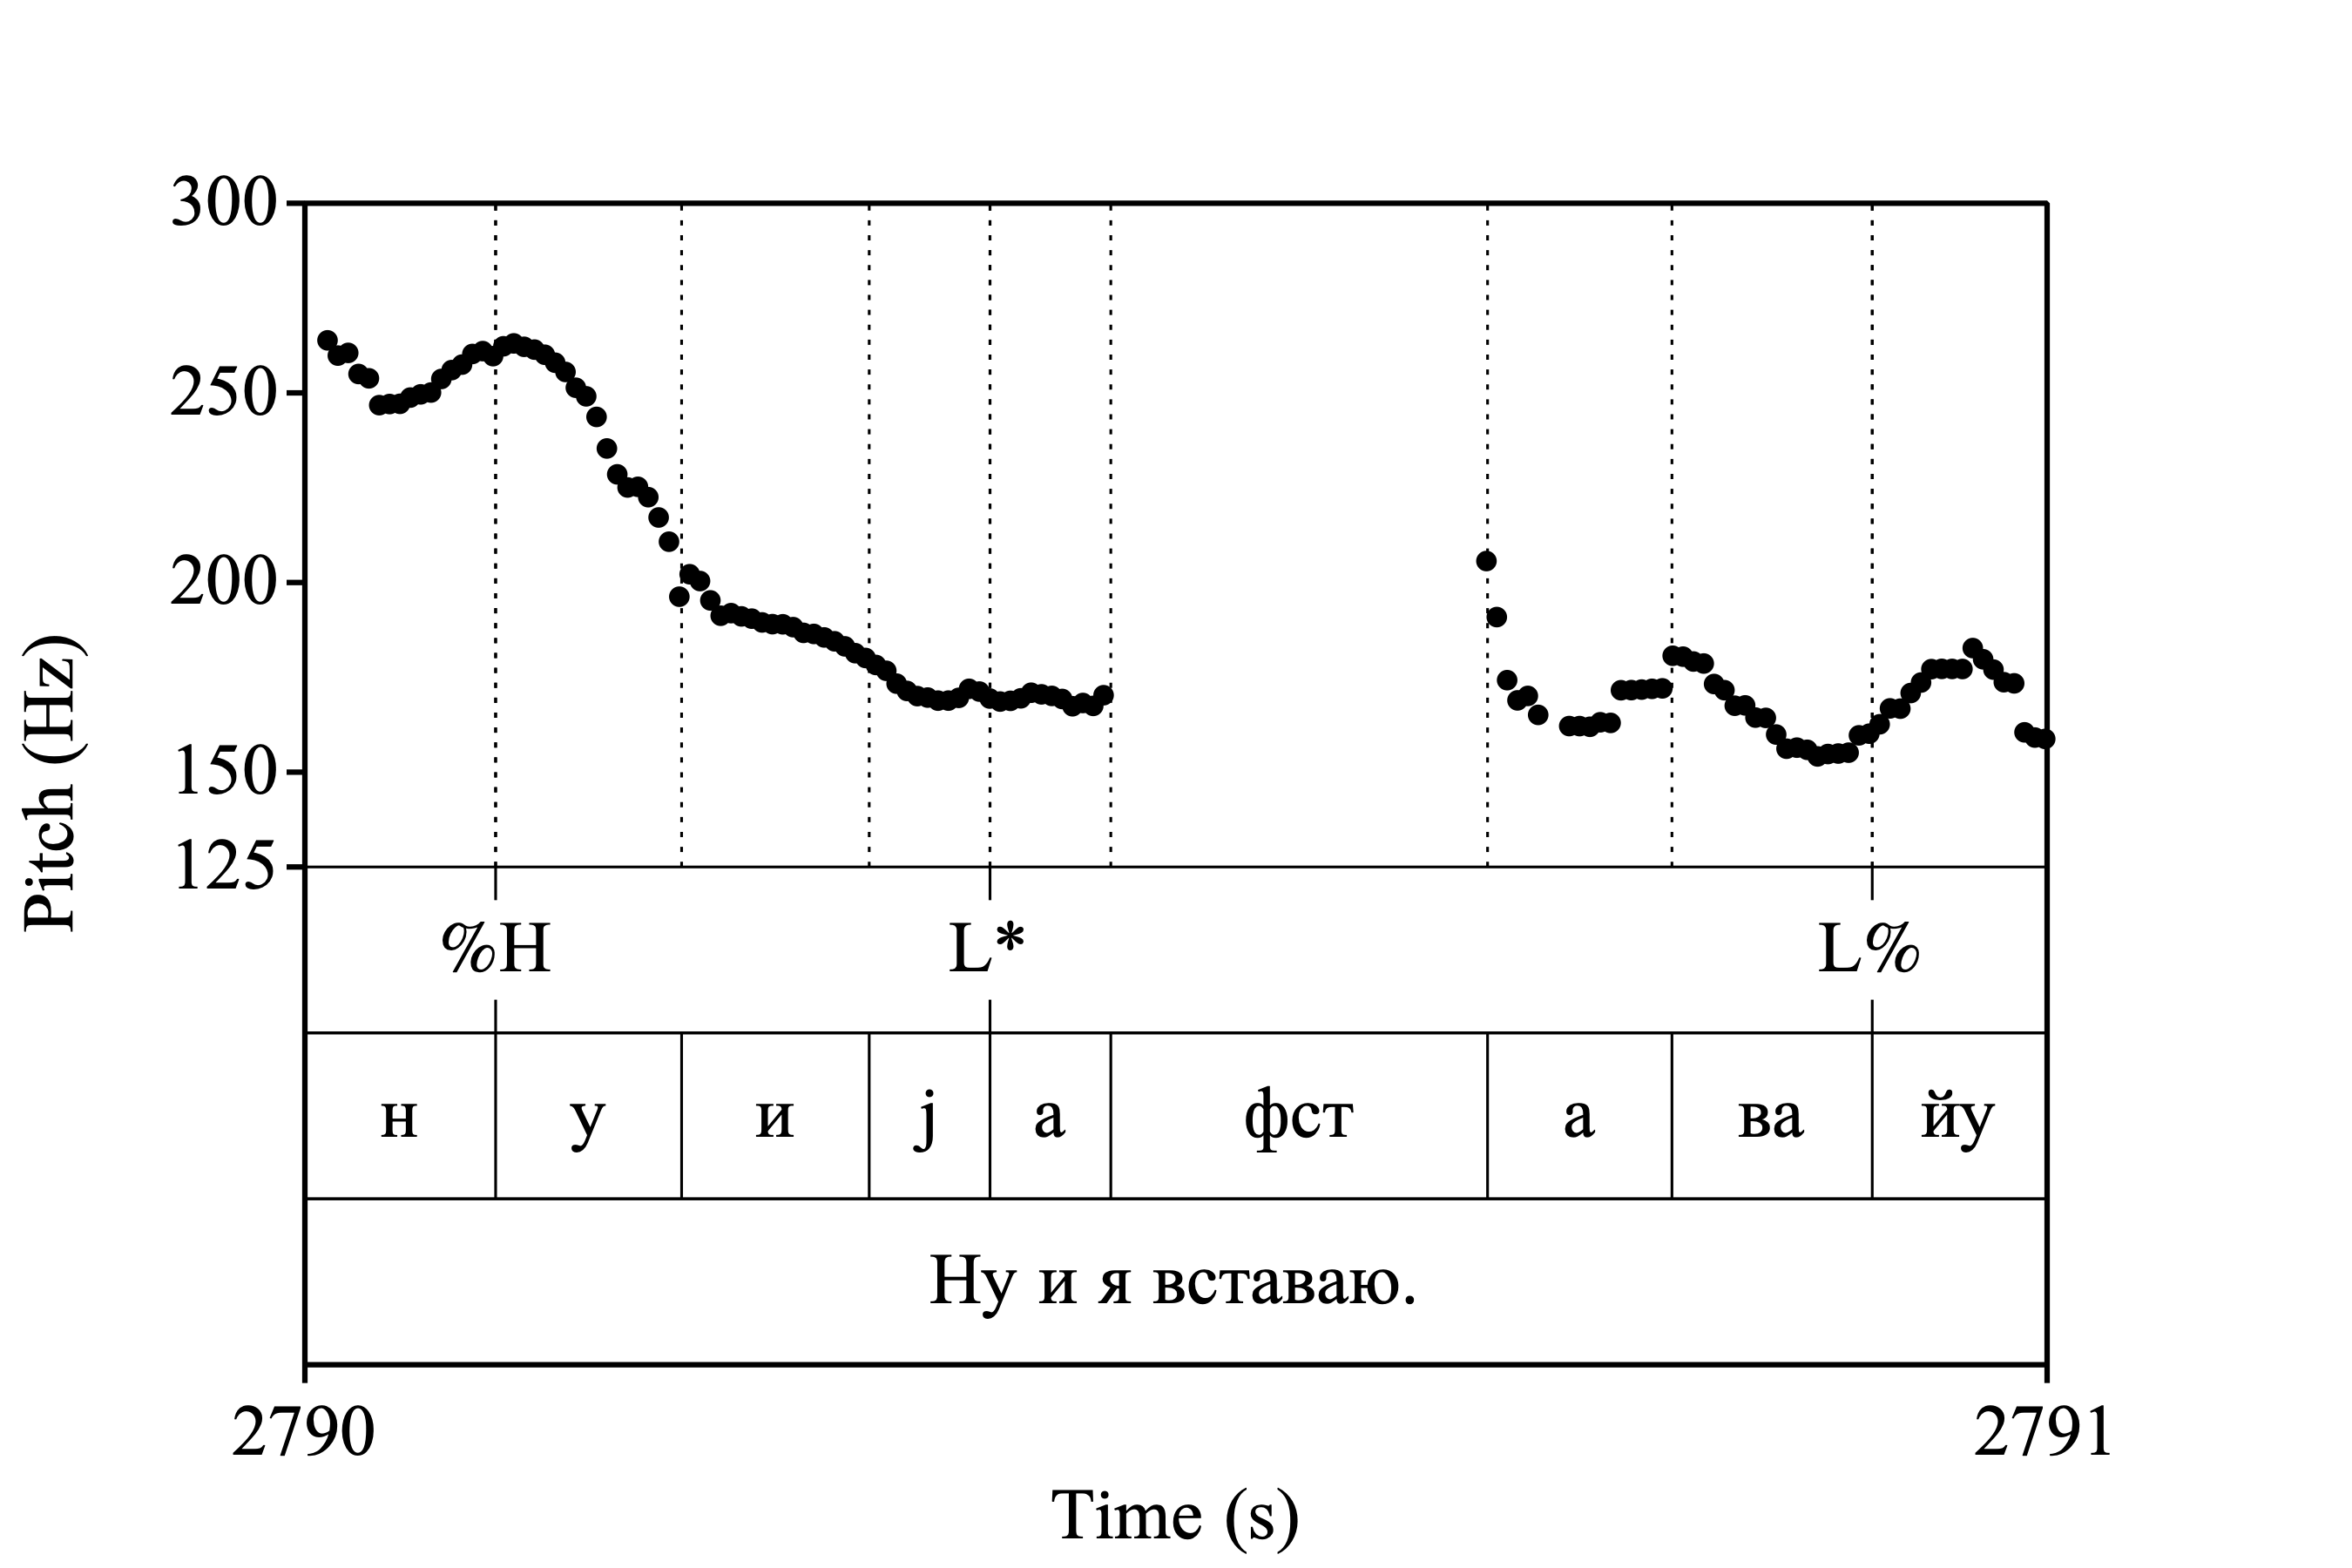 300
250
200
150
125
Pitch (Hz)
%H L* L%
н у и j а фст а ва йу
Ну и я вставаю.
2790 2791
Time (s)